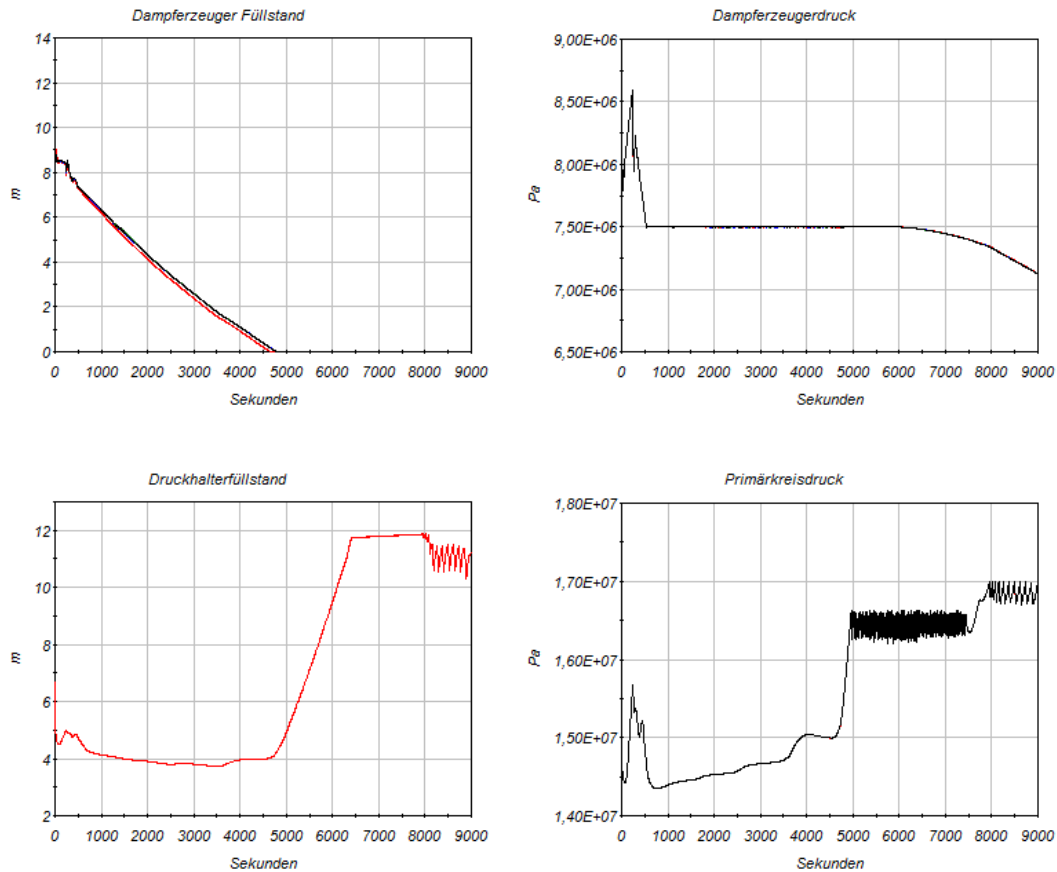 Dampferzeuger Füllstand
14
12
10
8
6
4
2
0
m
0 1000 2000 3000 4000 5000 6000 7000 8000 9000
Sekunden
Dampferzeugerdruck
9,00E+06
8,50E+06
8,00E+06
7,50E+06
7,00E+06
6,50E+06
Pa
0 1000 2000 3000 4000 5000 6000 7000 8000 9000
Sekunden
Druckhalterfüllstand
12
10
8
6
4
2
m
0 1000 2000 3000 4000 5000 6000 7000 8000 9000
Sekunden
Primärkreisdruck
1,80E+07
1,70E+07
1,60E+07
1,50E+07
1,40E+07
Pa
0 1000 2000 3000 4000 5000 6000 7000 8000 9000
Sekunden